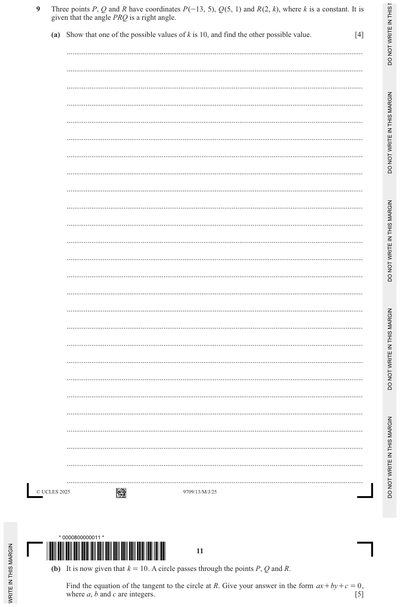 9 Three points P, Q and R have coordinates P(−13, 5), Q(5, 1) and R(2, k), where k is a constant. It is
given that the angle PRQ is a right angle.
(a) Show that one of the possible values of k is 10, and find the other possible value. [4]
© UCLES 2025
9709/13/M/J/25
DO NOT WRITE IN THIS MARGIN
DO NOT WRITE IN THIS MARGIN
DO NOT WRITE IN THIS MARGIN
DO NOT WRITE IN THIS MARGIN
DO NOT WRITE IN THIS MARGIN
* 0000800000011 *
11
(b) It is now given that k = 10. A circle passes through the points P, Q and R.
Find the equation of the tangent to the circle at R. Give your answer in the form ax + by + c = 0,
where a, b and c are integers. [5]
WRITE IN THIS MARGIN